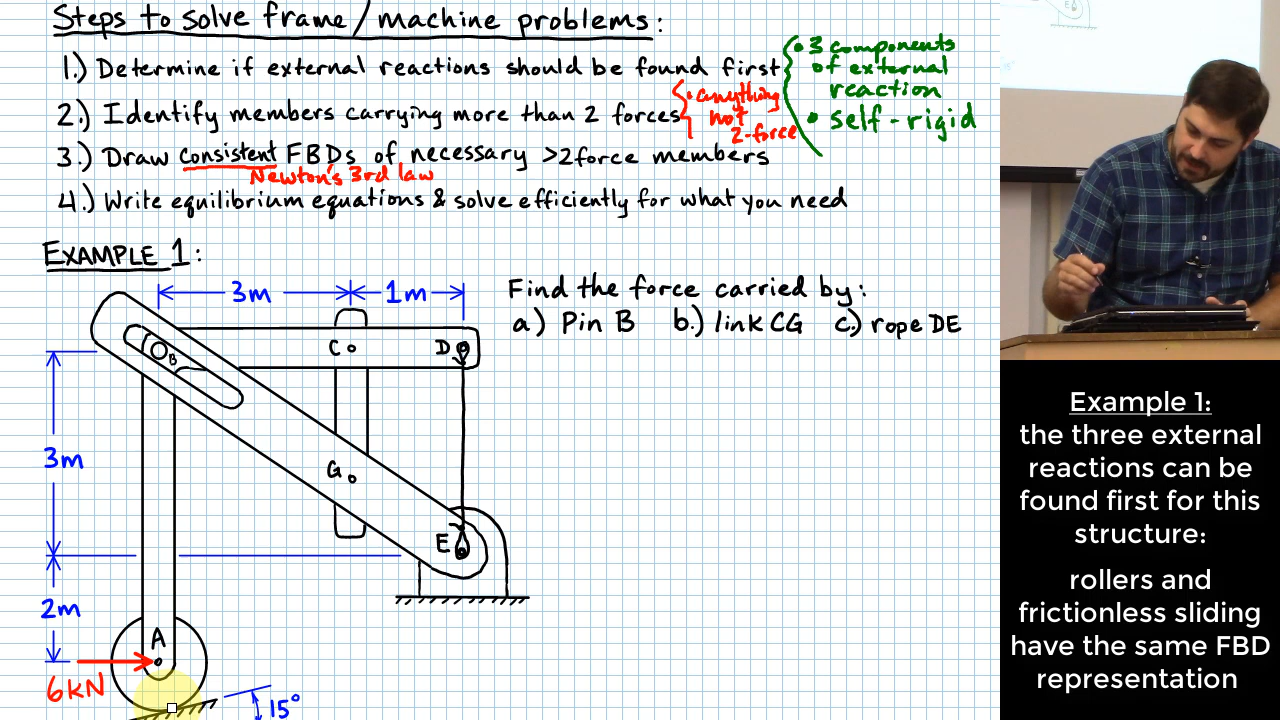 Steps to solve frame/machine problems:
1.) Determine if external reactions should be found first
• 3 components
of external
reaction
• self-rigid
2.) Identify members carrying more than 2 forces
• anything
not
2-force
3.) Draw consistent FBDs of necessary >2force members
Newton's 3rd law
4.) Write equilibrium equations & solve efficiently for what you need
EXAMPLE 1:
3m
1m
Find the force carried by:
a) Pin B b.) link CG c.) rope DE
B
C
D
3m
G
E
2m
A
6kN
15°
E
Example 1:
the three external
reactions can be
found first for this
structure:
rollers and
frictionless sliding
have the same FBD
representation